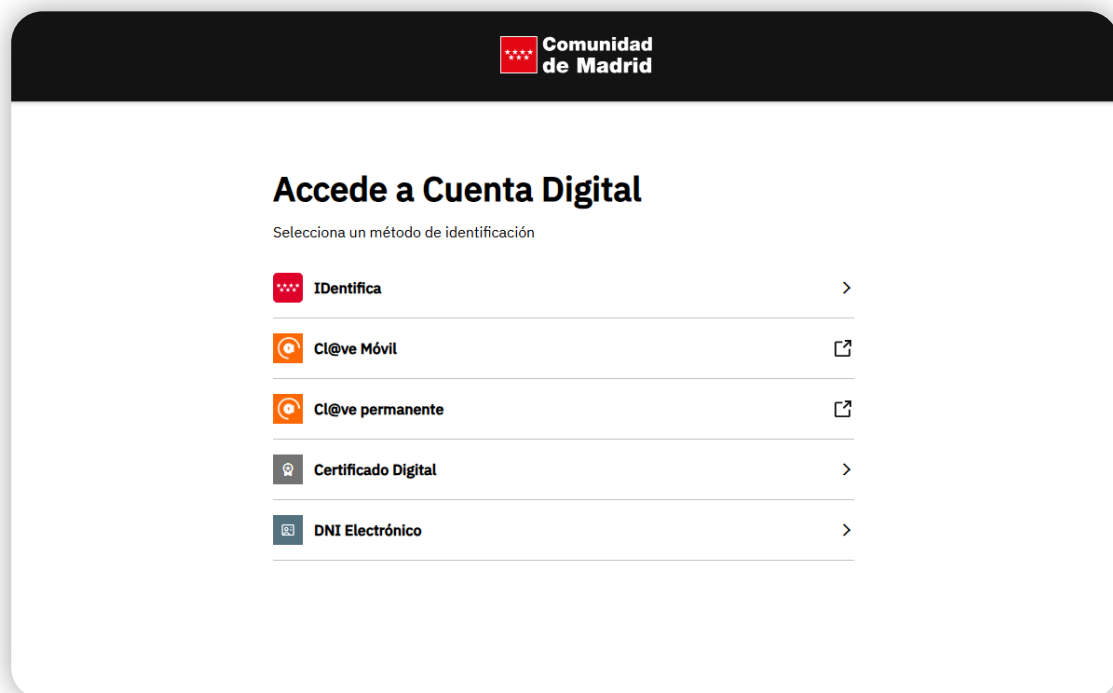 Comunidad
de Madrid
Accede a Cuenta Digital
Selecciona un método de identificación
IDentifica
Cl@ve Móvil
Cl@ve permanente
Certificado Digital
DNI Electrónico